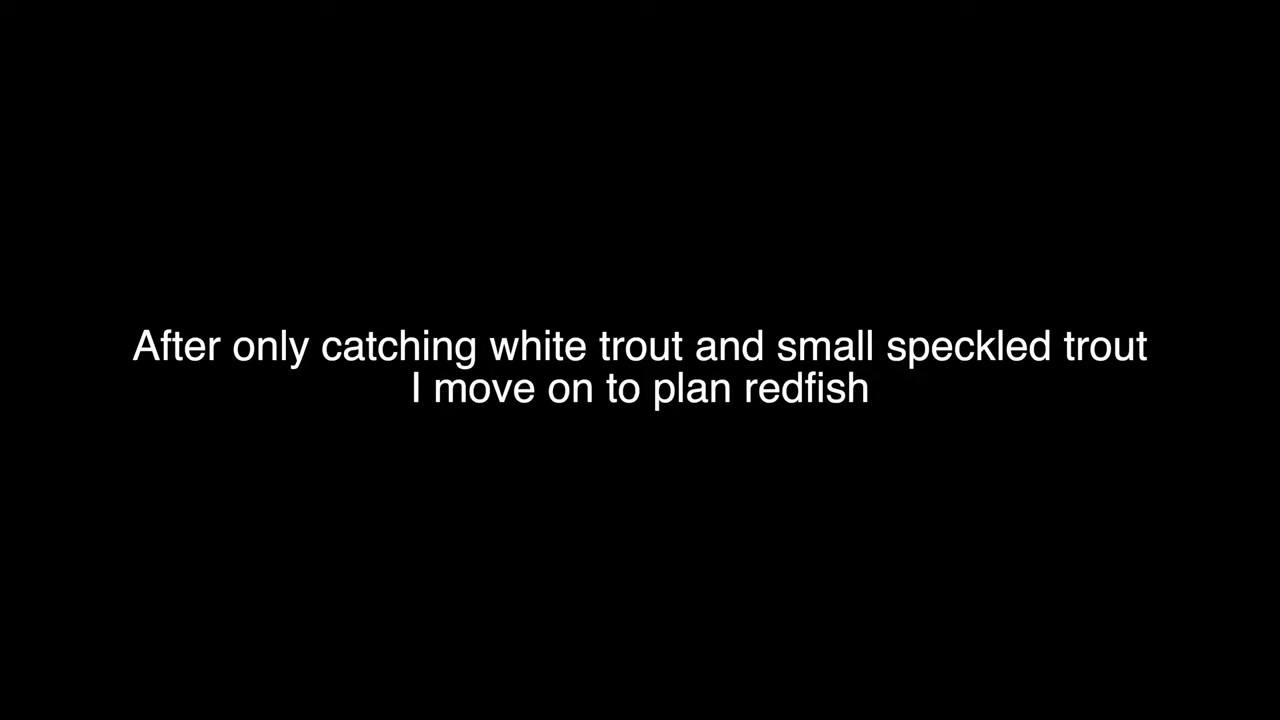 After only catching white trout and small speckled trout
I move on to plan redfish